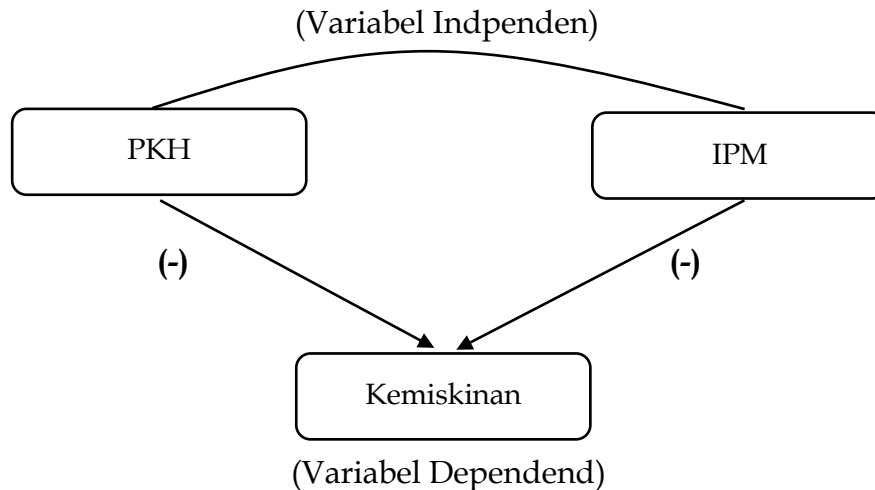 (Variabel Indpenden)
PKH
IPM
(-)
(-)
Kemiskinan
(Variabel Dependend)